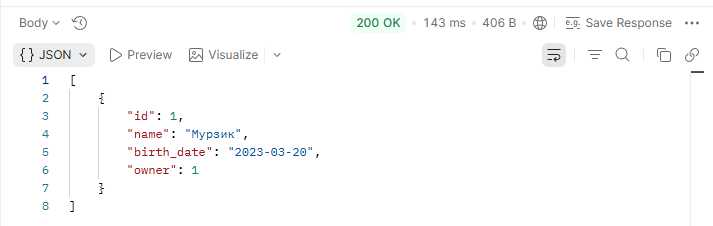 Body 200 OK • 143 ms • 406 B e.g. Save Response
{} JSON Preview Visualize
1 [
2 {
3 "id": 1,
4 "name": "Мурзик",
5 "birth_date": "2023-03-20",
6 "owner": 1
7 }
8 ]